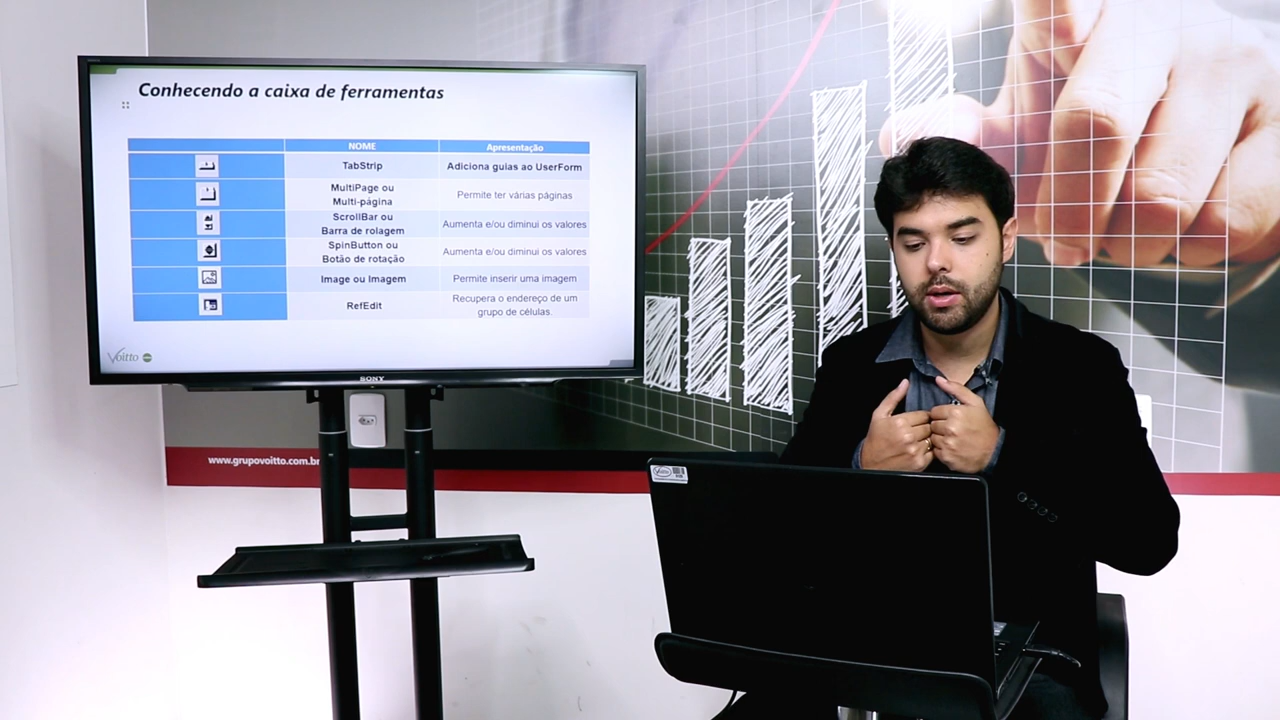 Conhecendo a caixa de ferramentas
NOME
Apresentação
TabStrip
Adiciona guias ao UserForm
MultiPage ou
Multi-página
Permite ter várias páginas
ScrollBar ou
Barra de rolagem
Aumenta e/ou diminui os valores
SpinButton ou
Botão de rotação
Aumenta e/ou diminui os valores
Image ou Imagem
Permite inserir uma imagem
RefEdit
Recupera o endereço de um
grupo de células.
Voitto
SONY
www.grupovoitto.com.br
Voitto